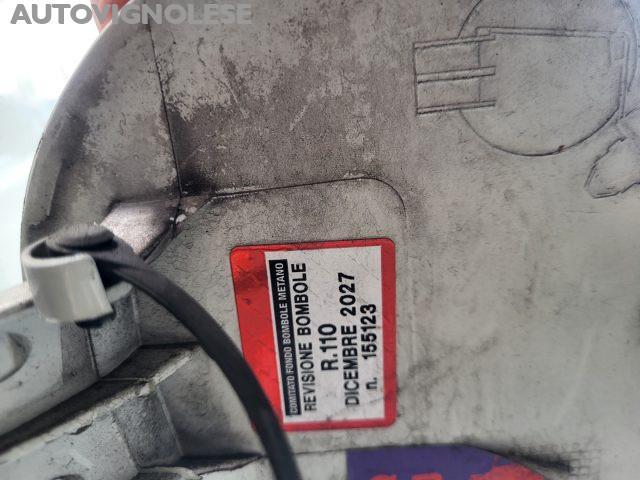 AUTOVIGNOLESE
COMITATO FONDO BOMBOLE METANO
REVISIONE BOMBOLE
R.110
DICEMBRE 2027
n. 155123